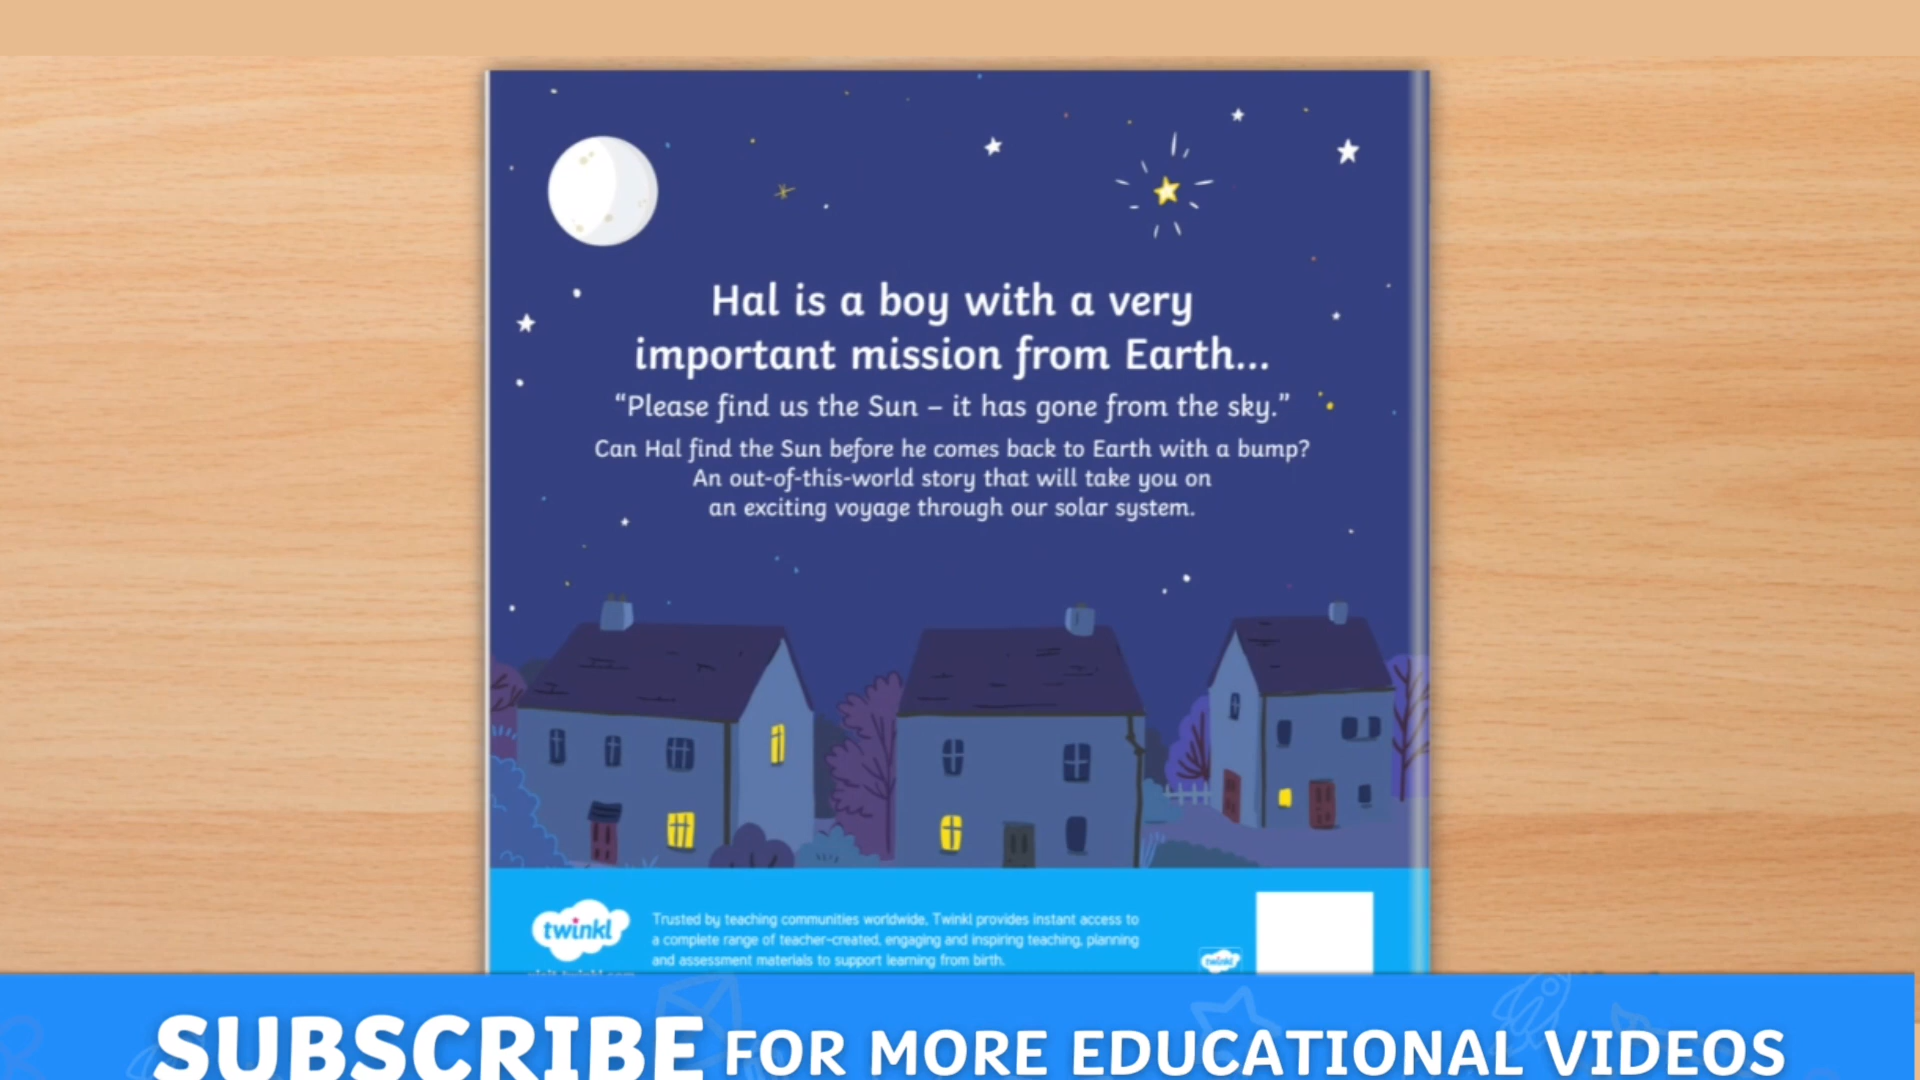 Hal is a boy with a very
important mission from Earth...
“Please find us the Sun – it has gone from the sky.”
Can Hal find the Sun before he comes back to Earth with a bump?
An out-of-this-world story that will take you on
an exciting voyage through our solar system.
twinkl
Trusted by teaching communities worldwide, Twinkl provides instant access to
a complete range of teacher-created, engaging and inspiring teaching, planning
and assessment materials to support learning from birth.
twinkl
SUBSCRIBE FOR MORE EDUCATIONAL VIDEOS